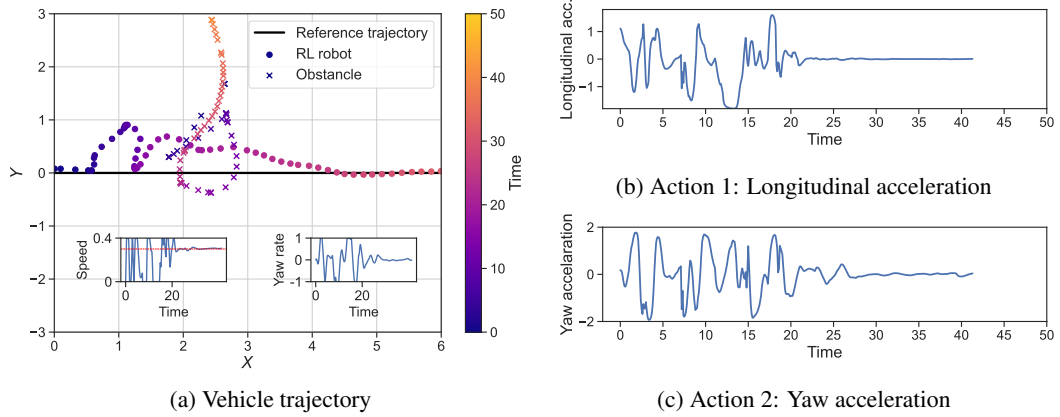 3
2
1
0
−1
−2
−3
Y
0 1 2 3 4 5 6
X
Reference trajectory
RL robot
Obstacle
0.4
0
Speed
0 20
Time
1
0
−1
Yaw rate
0 20
Time
50
40
30
20
10
0
Time
(a) Vehicle trajectory
Longitudinal acc.
1
0
−1
0 5 10 15 20 25 30 35 40 45 50
Time
(b) Action 1: Longitudinal acceleration
Yaw accelaration
2
0
−2
0 5 10 15 20 25 30 35 40 45 50
Time
(c) Action 2: Yaw acceleration